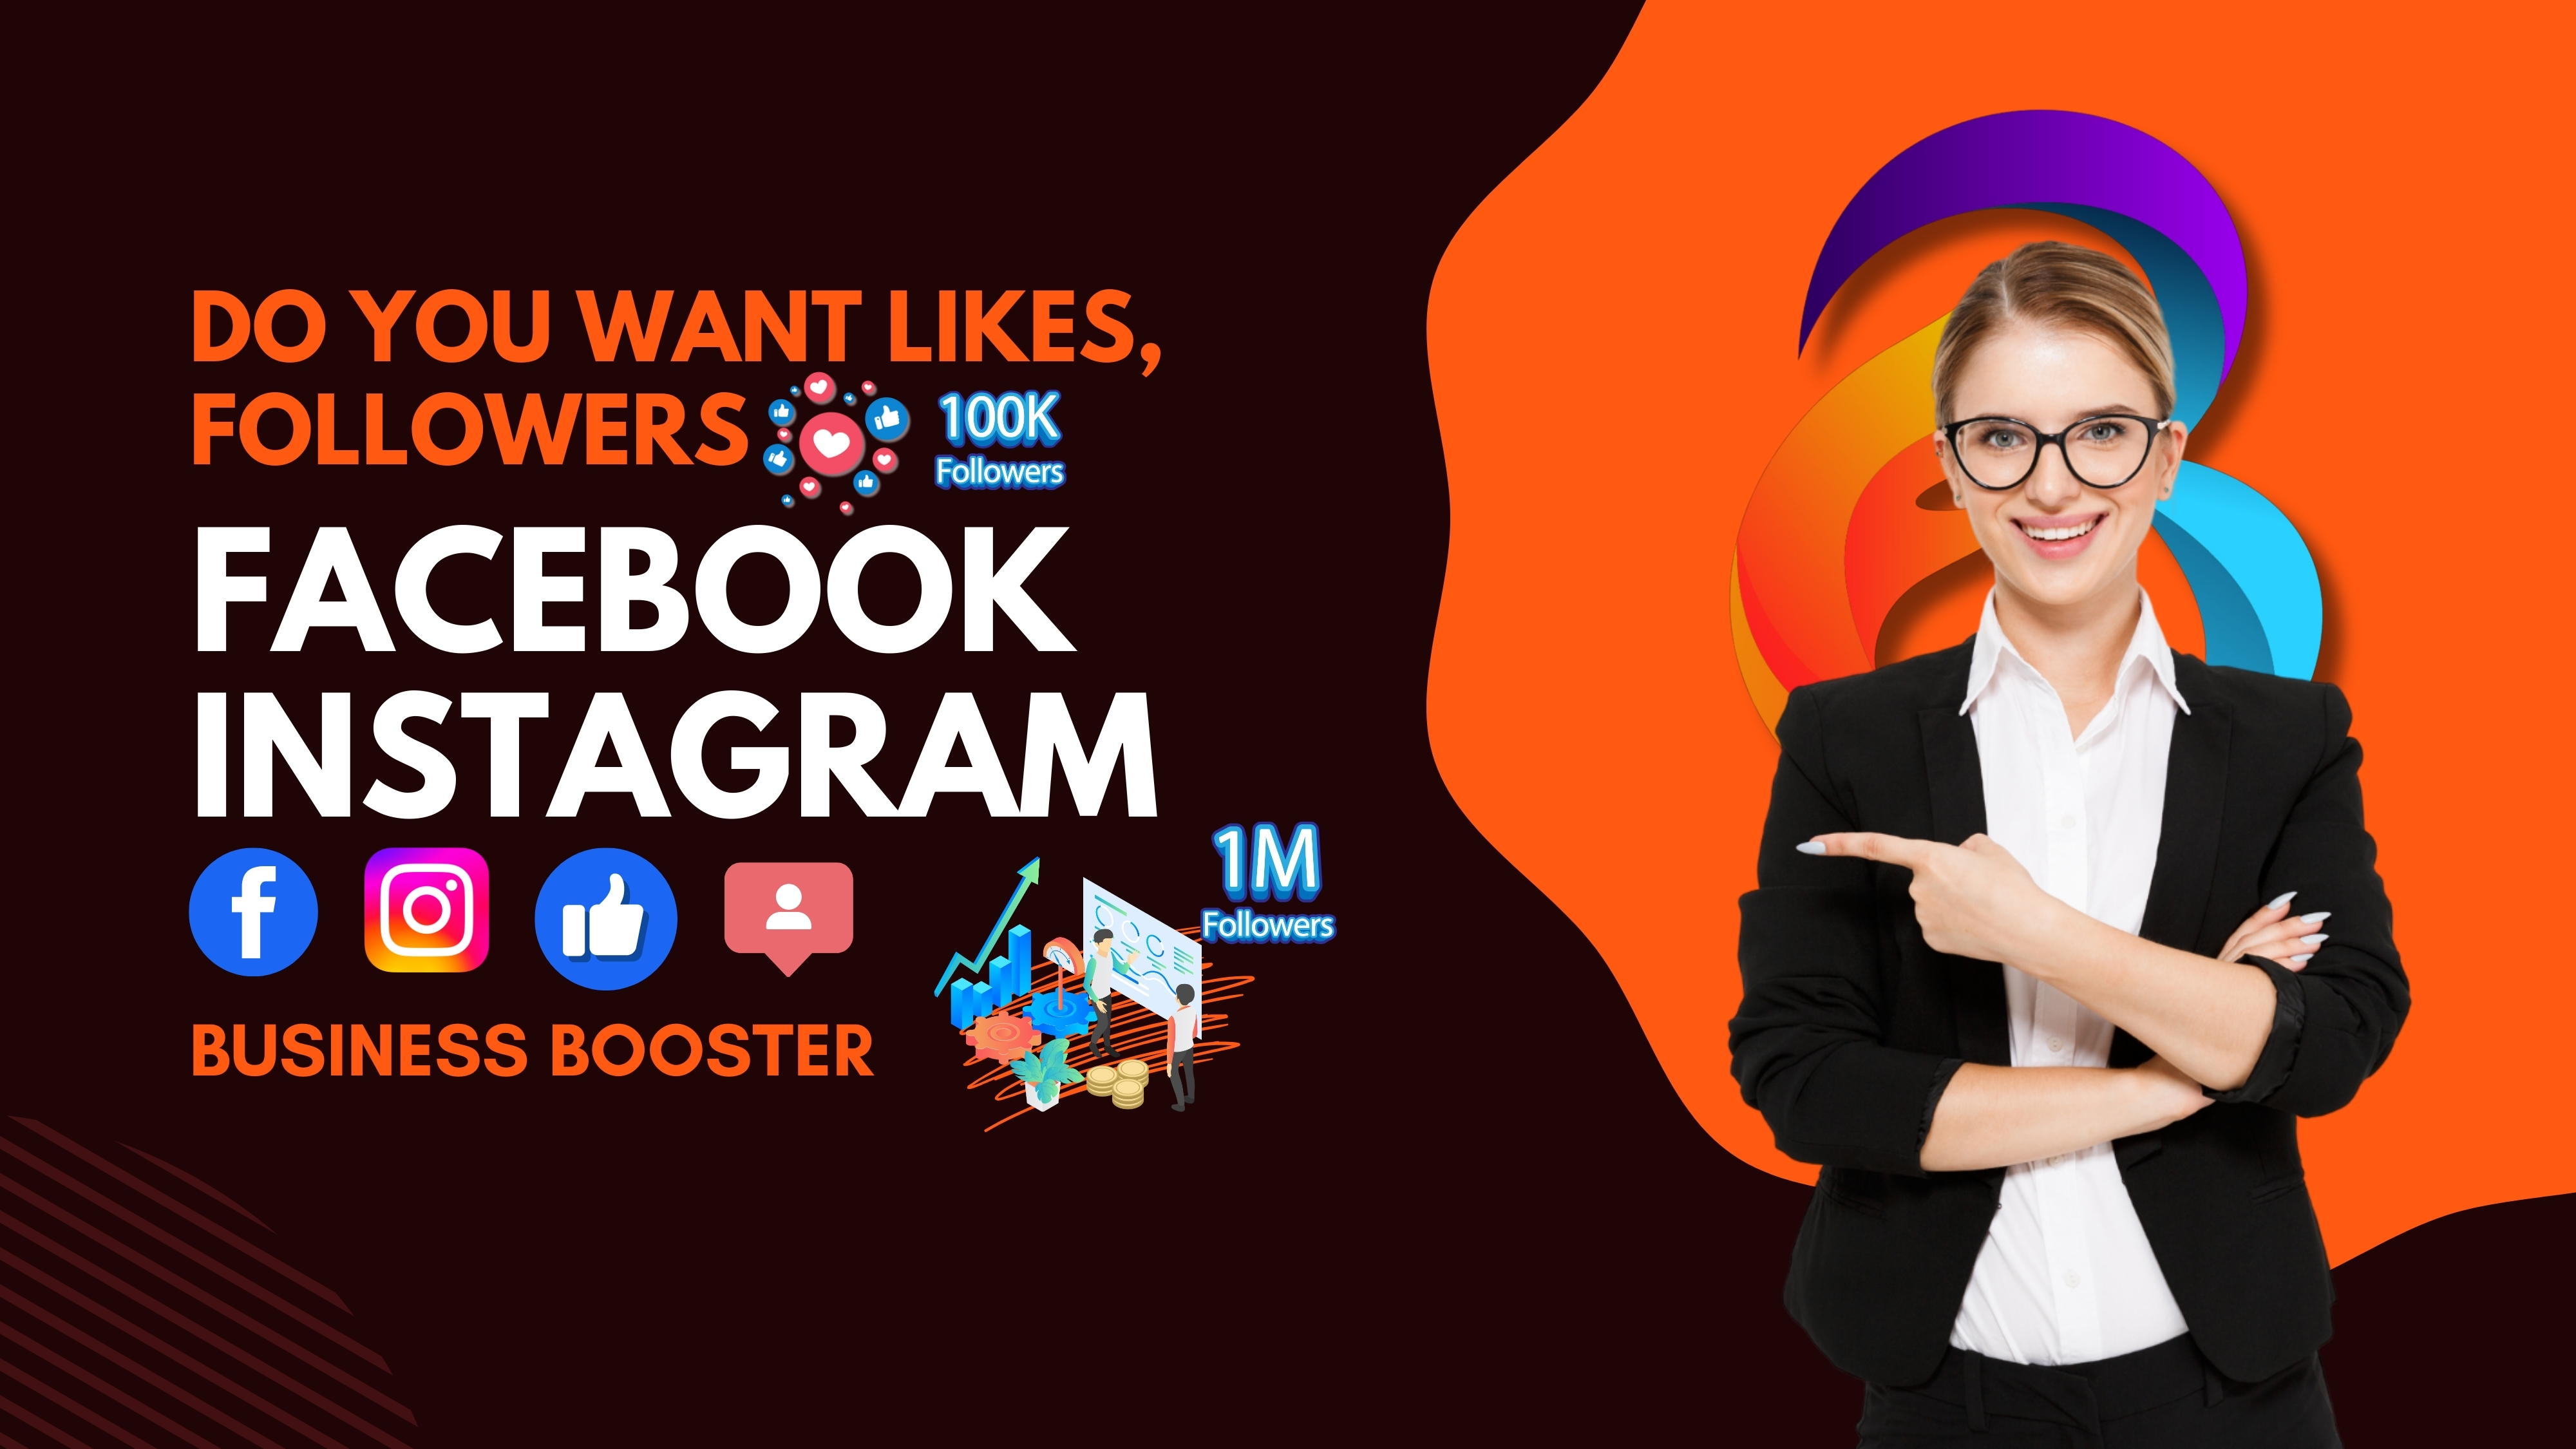 DO YOU WANT LIKES,
FOLLOWERS
100K
Followers
FACEBOOK
INSTAGRAM
1M
Followers
BUSINESS BOOSTER